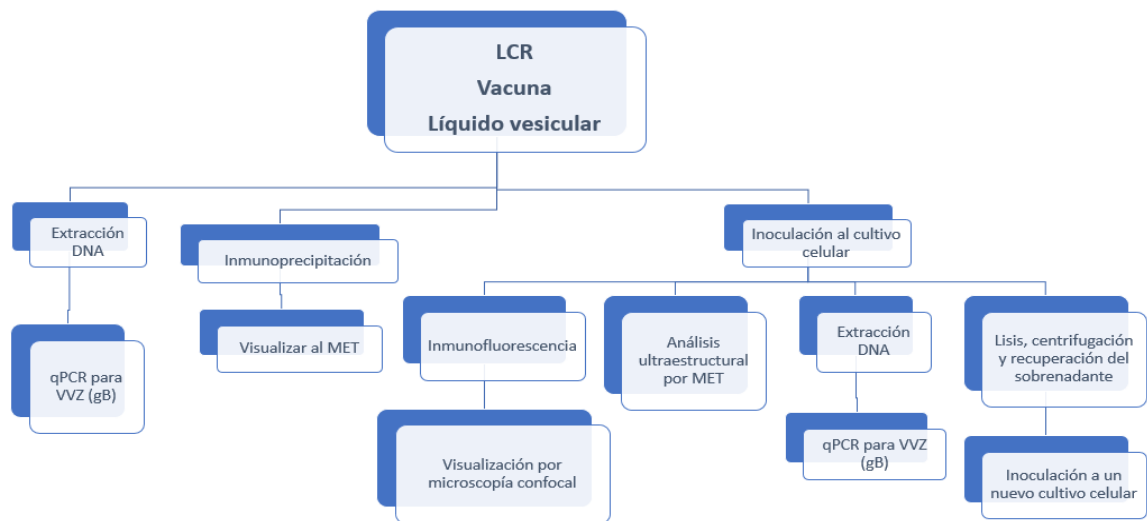 LCR
Vacuna
Líquido vesicular
Extracción
DNA
Inmunoprecipitación
Inoculación al cultivo
celular
qPCR para
VVZ (gB)
Visualizar al MET
Inmunofluorescencia
Análisis
ultraestructural
por MET
Extracción
DNA
Lisis, centrifugación
y recuperación del
sobrenadante
Visualización por
microscopía confocal
qPCR para VVZ
(gB)
Inoculación a un
nuevo cultivo celular